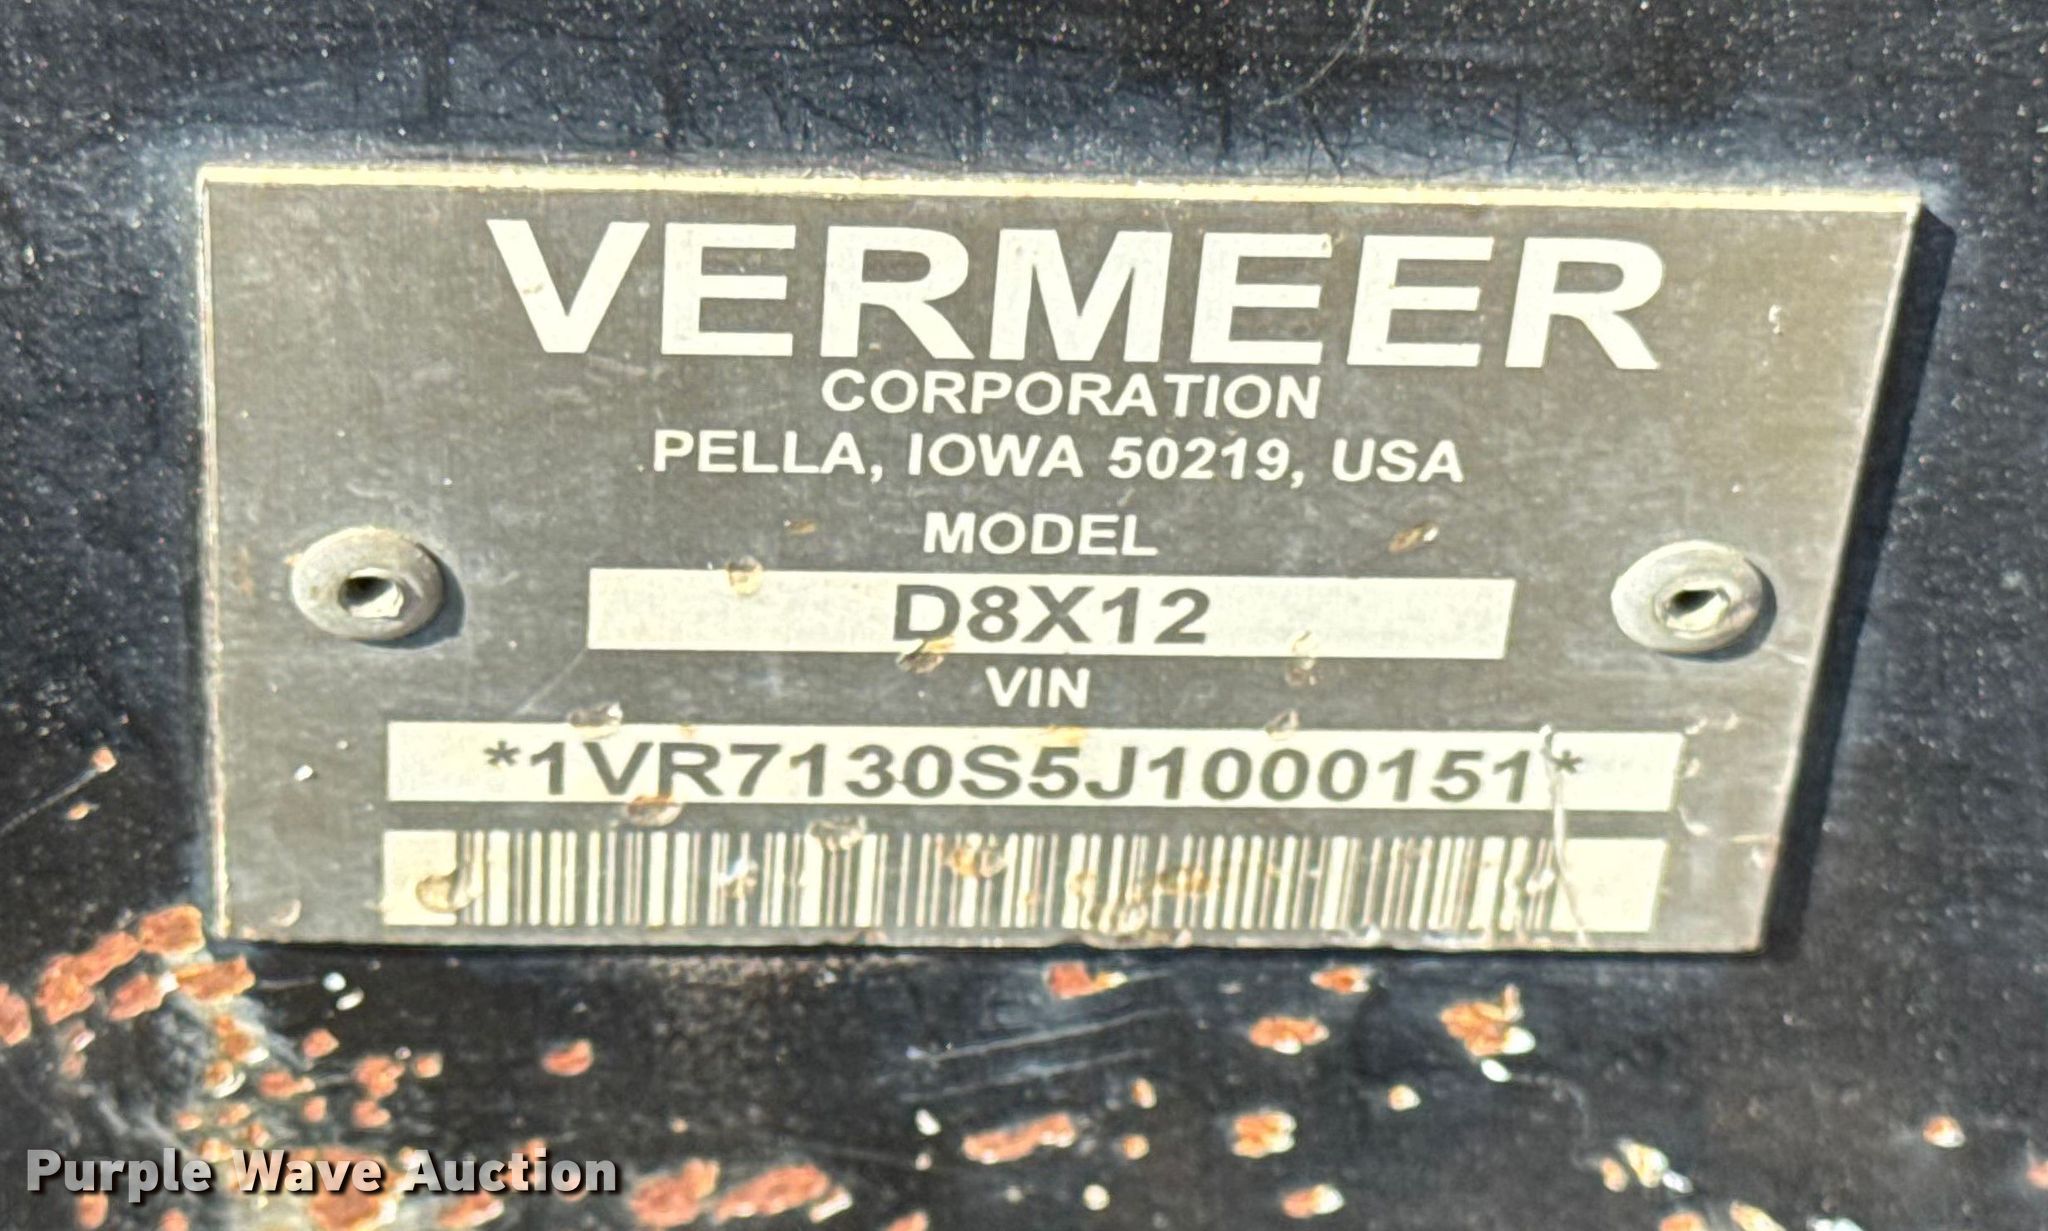 VERMEER
CORPORATION
PELLA, IOWA 50219, USA
MODEL
D8X12
VIN
*1VR7130S5J1000151*
Purple Wave Auction